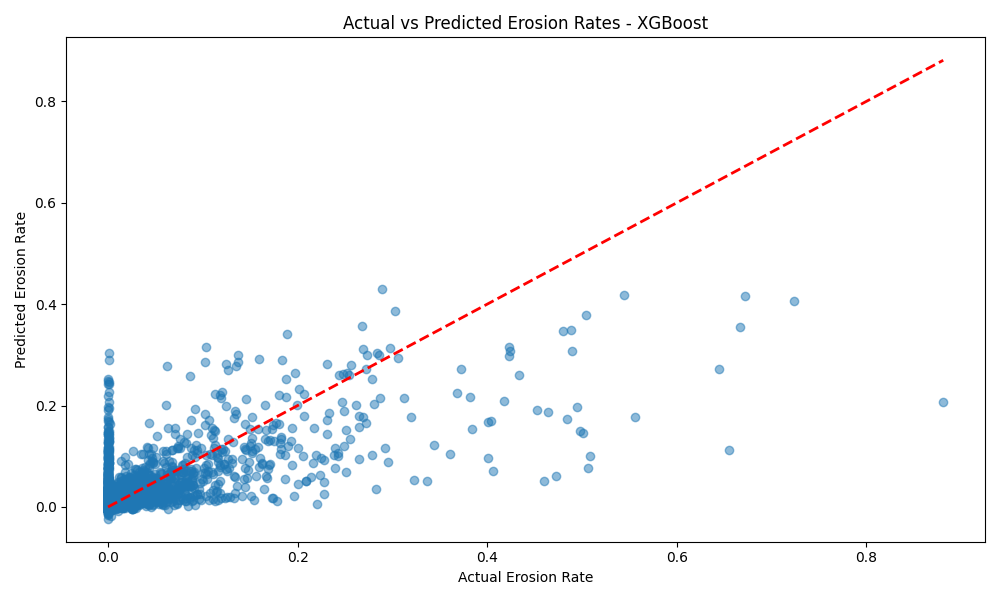 Actual vs Predicted Erosion Rates - XGBoost
Predicted Erosion Rate
0.8
0.6
0.4
0.2
0.0
0.0 0.2 0.4 0.6 0.8
Actual Erosion Rate